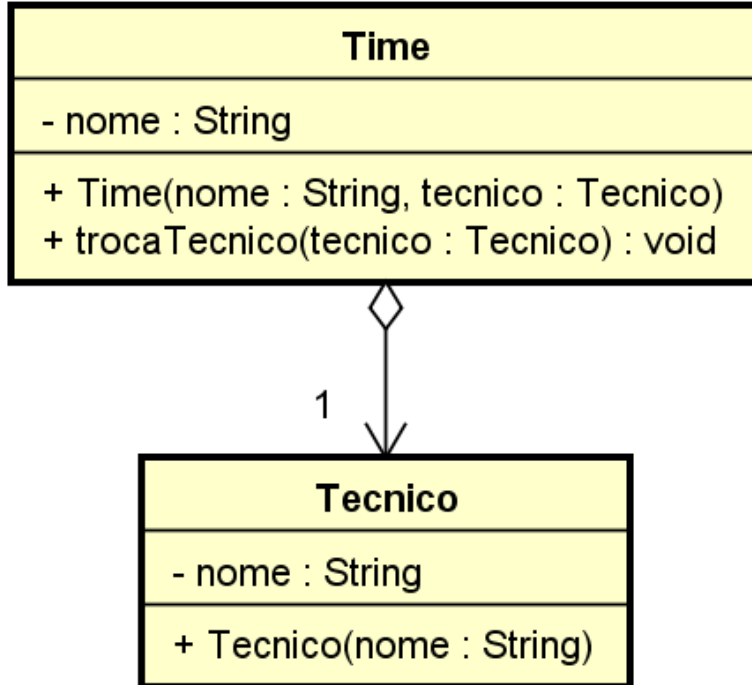 Time
- nome : String
+ Time(nome : String, tecnico : Tecnico)
+ trocaTecnico(tecnico : Tecnico) : void
1
Tecnico
- nome : String
+ Tecnico(nome : String)